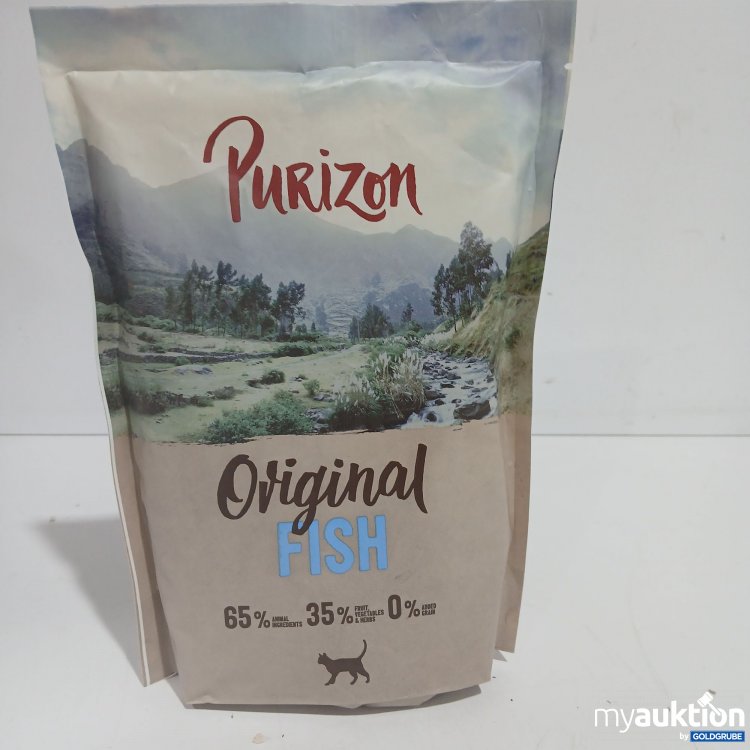 Purizon
Original
FISH
65% ANIMAL INGREDIENTS 35% FRUIT, VEGETABLES & HERBS 0% ADDED GRAIN
myauktion
by GOLDGRUBE